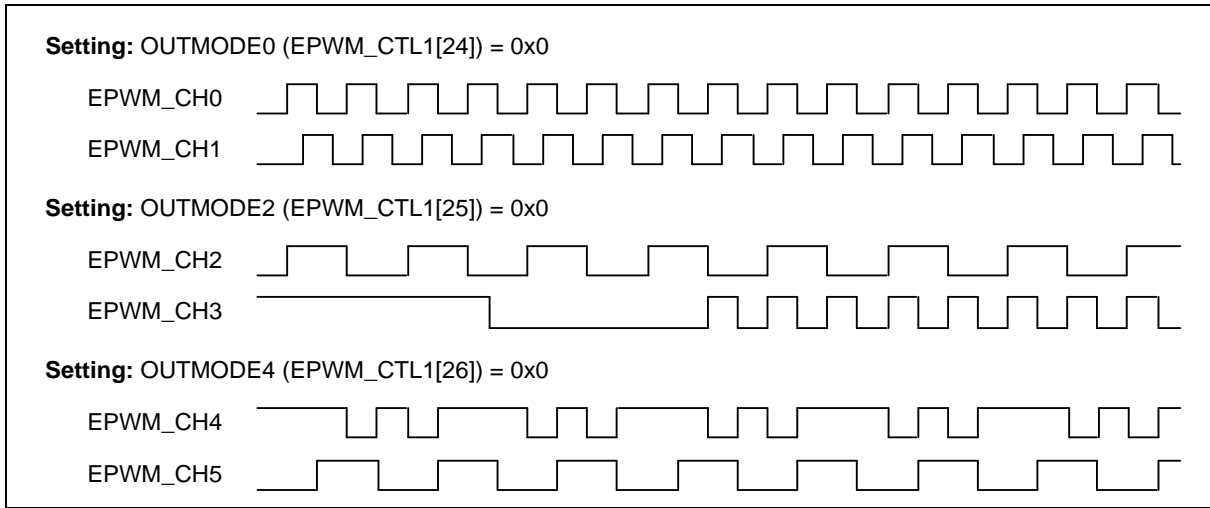 Setting: OUTMODE0 (EPWM_CTL1[24]) = 0x0
EPWM_CH0
EPWM_CH1
Setting: OUTMODE2 (EPWM_CTL1[25]) = 0x0
EPWM_CH2
EPWM_CH3
Setting: OUTMODE4 (EPWM_CTL1[26]) = 0x0
EPWM_CH4
EPWM_CH5